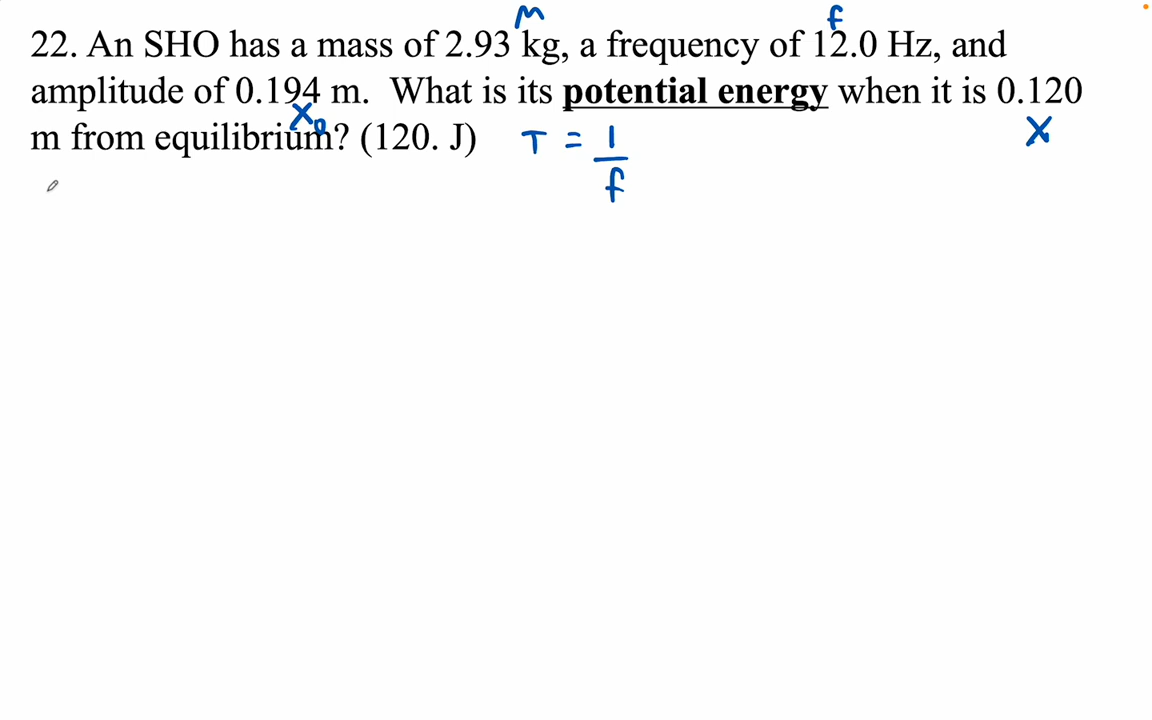 m f
22. An SHO has a mass of 2.93 kg, a frequency of 12.0 Hz, and
amplitude of 0.194 m. What is its potential energy when it is 0.120
x₀ x
m from equilibrium? (120. J) T = 1/f